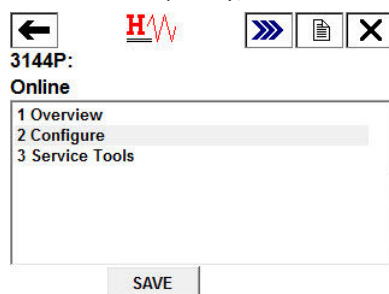 H
3144P:
Online
1 Overview
2 Configure
3 Service Tools
SAVE